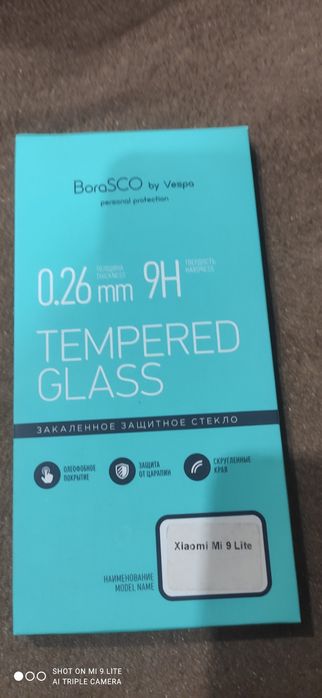 BoraSCO by Vespa
personal protection
0.26 mm
ТОЛЩИНА
THICKNESS
9H
ТВЕРДОСТЬ
HARDNESS
TEMPERED
GLASS
ЗАКАЛЕННОЕ ЗАЩИТНОЕ СТЕКЛО
ОЛЕОФОБНОЕ
ПОКРЫТИЕ
ЗАЩИТА
ОТ ЦАРАПИН
СКРУГЛЕННЫЕ
КРАЯ
НАИМЕНОВАНИЕ
MODEL NAME
Xiaomi Mi 9 Lite
SHOT ON MI 9 LITE
AI TRIPLE CAMERA